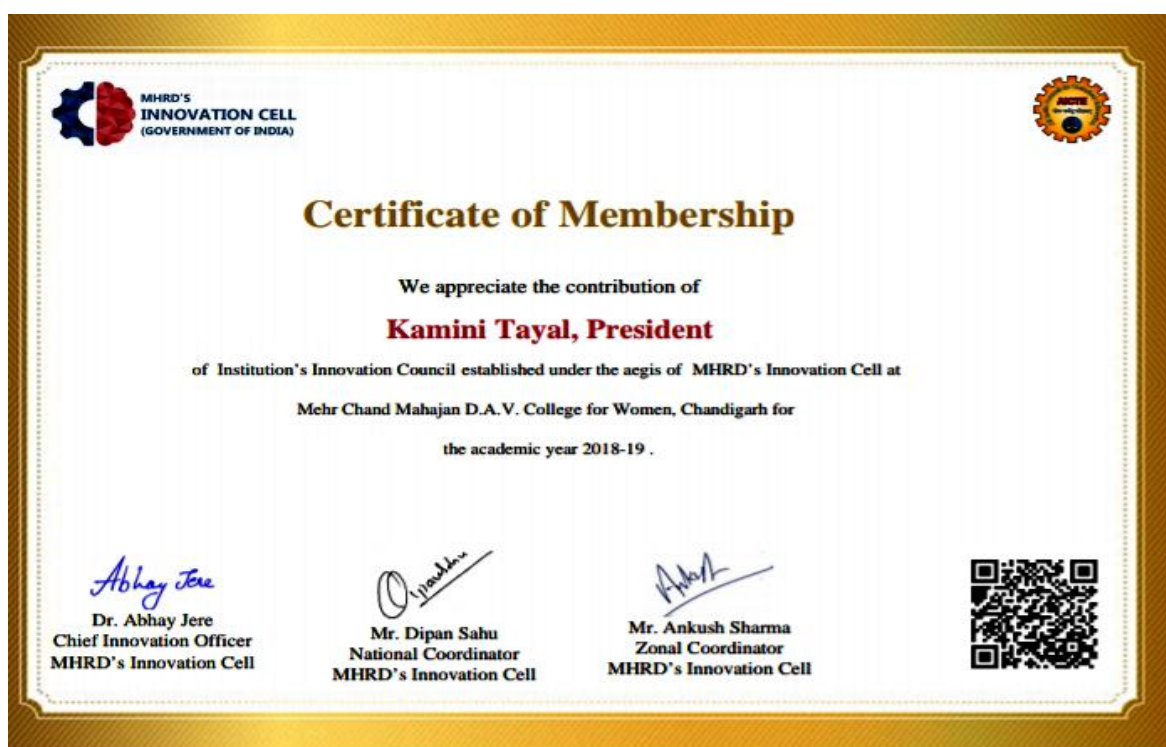 MHRD'S
INNOVATION CELL
(GOVERNMENT OF INDIA)
AICTE
Certificate of Membership
We appreciate the contribution of
Kamini Tayal, President
of Institution's Innovation Council established under the aegis of MHRD's Innovation Cell at
Mehr Chand Mahajan D.A.V. College for Women, Chandigarh for
the academic year 2018-19 .
Abhay Jere
Dr. Abhay Jere
Chief Innovation Officer
MHRD's Innovation Cell
Mr. Dipan Sahu
National Coordinator
MHRD's Innovation Cell
Mr. Ankush Sharma
Zonal Coordinator
MHRD's Innovation Cell